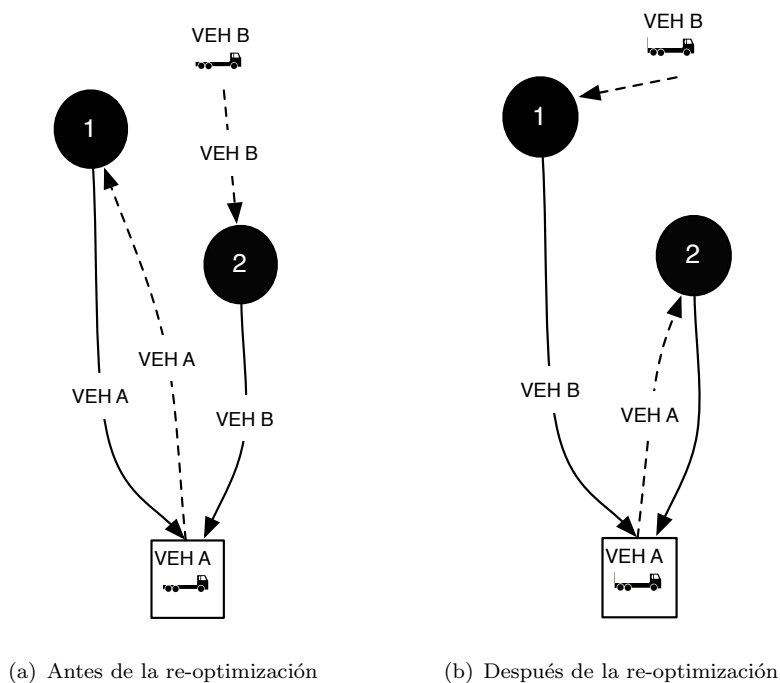 VEH B
1
VEH B
2
VEH A
VEH A
VEH B
VEH A
(a) Antes de la re-optimización
VEH B
1
2
VEH B
VEH A
VEH A
(b) Después de la re-optimización